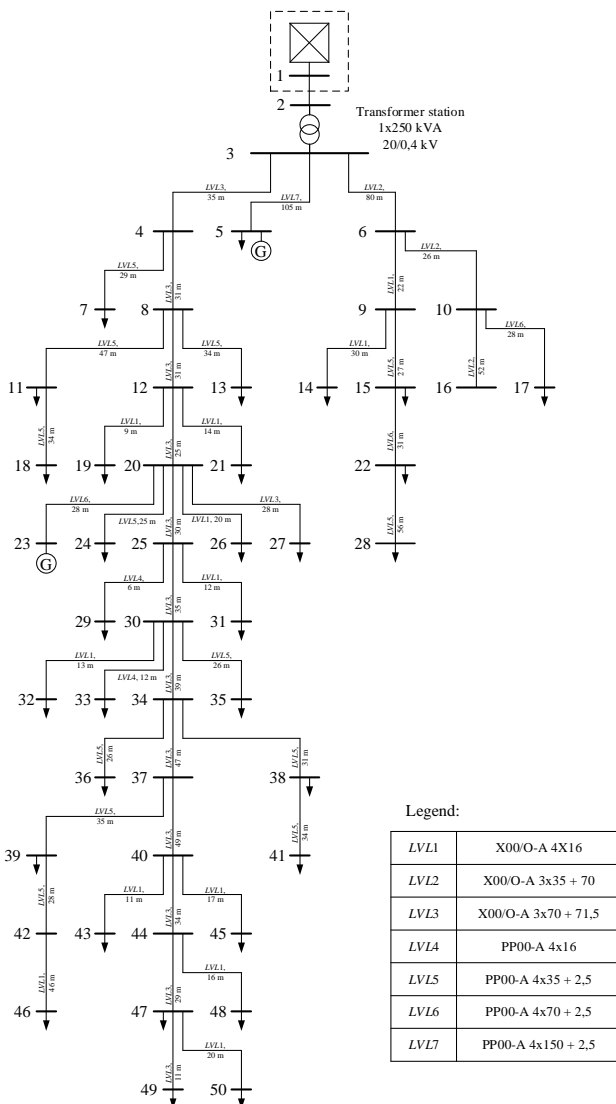 1
2
Transformer station
1x250 kVA
20/0,4 kV
3
LVL3,
35 m
LVL7,
105 m
LVL2,
80 m
4
5
G
6
LVL5,
29 m
LVL3,
31 m
LVL1,
22 m
LVL2,
26 m
7
8
9
10
LVL5,
47 m
LVL5,
34 m
LVL3,
31 m
LVL1,
30 m
LVL5,
27 m
LVL2,
52 m
LVL6,
28 m
11
12
13
14
15
16
17
LVL5,
34 m
LVL1,
9 m
LVL3,
25 m
LVL1,
14 m
LVL6,
31 m
18
19
20
21
22
LVL6,
28 m
LVL5,25 m
LVL3,
30 m
LVL1, 20 m
LVL3,
28 m
LVL5,
56 m
23
G
24
25
26
27
28
LVL4,
6 m
LVL3,
35 m
LVL1,
12 m
29
30
31
LVL1,
13 m
LVL4, 12 m
LVL3,
39 m
LVL5,
26 m
32
33
34
35
LVL5,
26 m
LVL3,
47 m
LVL5,
31 m
36
37
38
LVL5,
35 m
LVL3,
49 m
LVL5,
34 m
39
40
41
LVL5,
28 m
LVL1,
11 m
LVL3,
34 m
LVL1,
17 m
42
43
44
45
LVL1,
46 m
LVL3,
29 m
LVL1,
16 m
46
47
48
LVL3,
11 m
LVL1,
20 m
49
50
Legend:
LVL1 X00/O-A 4X16
LVL2 X00/O-A 3x35 + 70
LVL3 X00/O-A 3x70 + 71,5
LVL4 PP00-A 4x16
LVL5 PP00-A 4x35 + 2,5
LVL6 PP00-A 4x70 + 2,5
LVL7 PP00-A 4x150 + 2,5